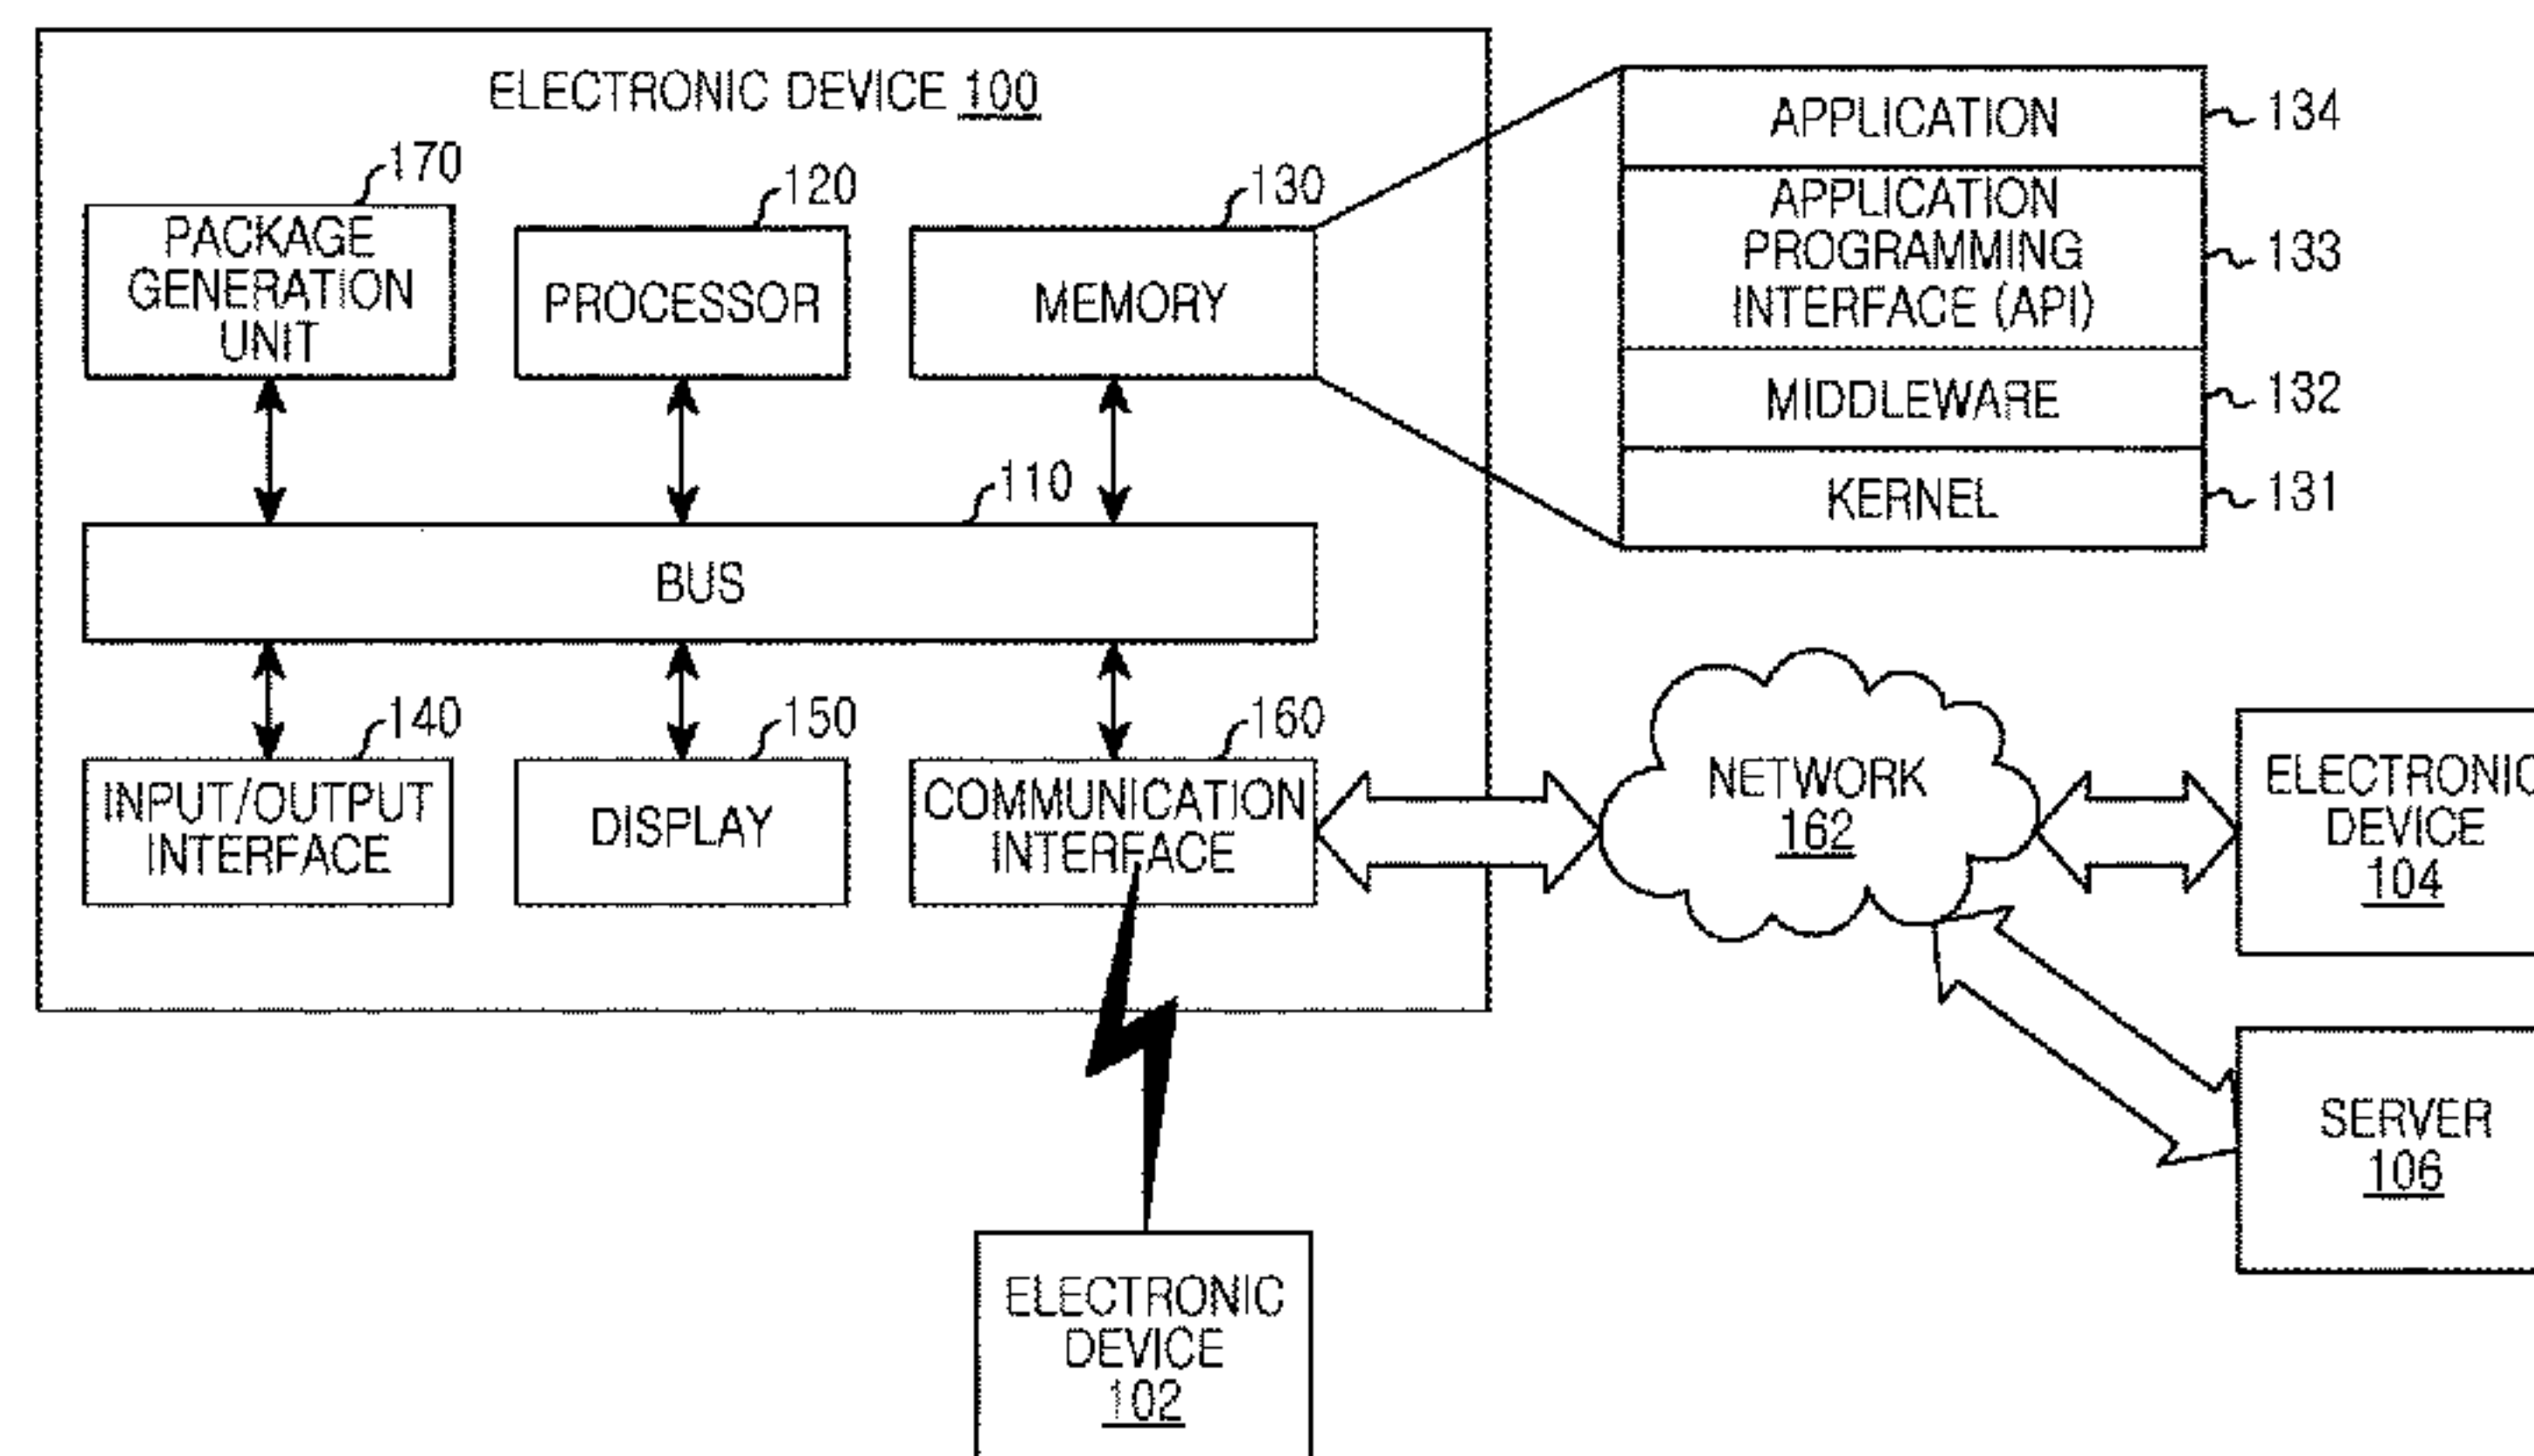 ELECTRONIC DEVICE 100
170
PACKAGE
GENERATION
UNIT
120
PROCESSOR
130
MEMORY
APPLICATION
134
APPLICATION
PROGRAMMING
INTERFACE (API)
133
MIDDLEWARE
132
KERNEL
131
110
BUS
140
INPUT/OUTPUT
INTERFACE
150
DISPLAY
160
COMMUNICATION
INTERFACE
NETWORK
162
ELECTRONIC
DEVICE
104
SERVER
106
ELECTRONIC
DEVICE
102